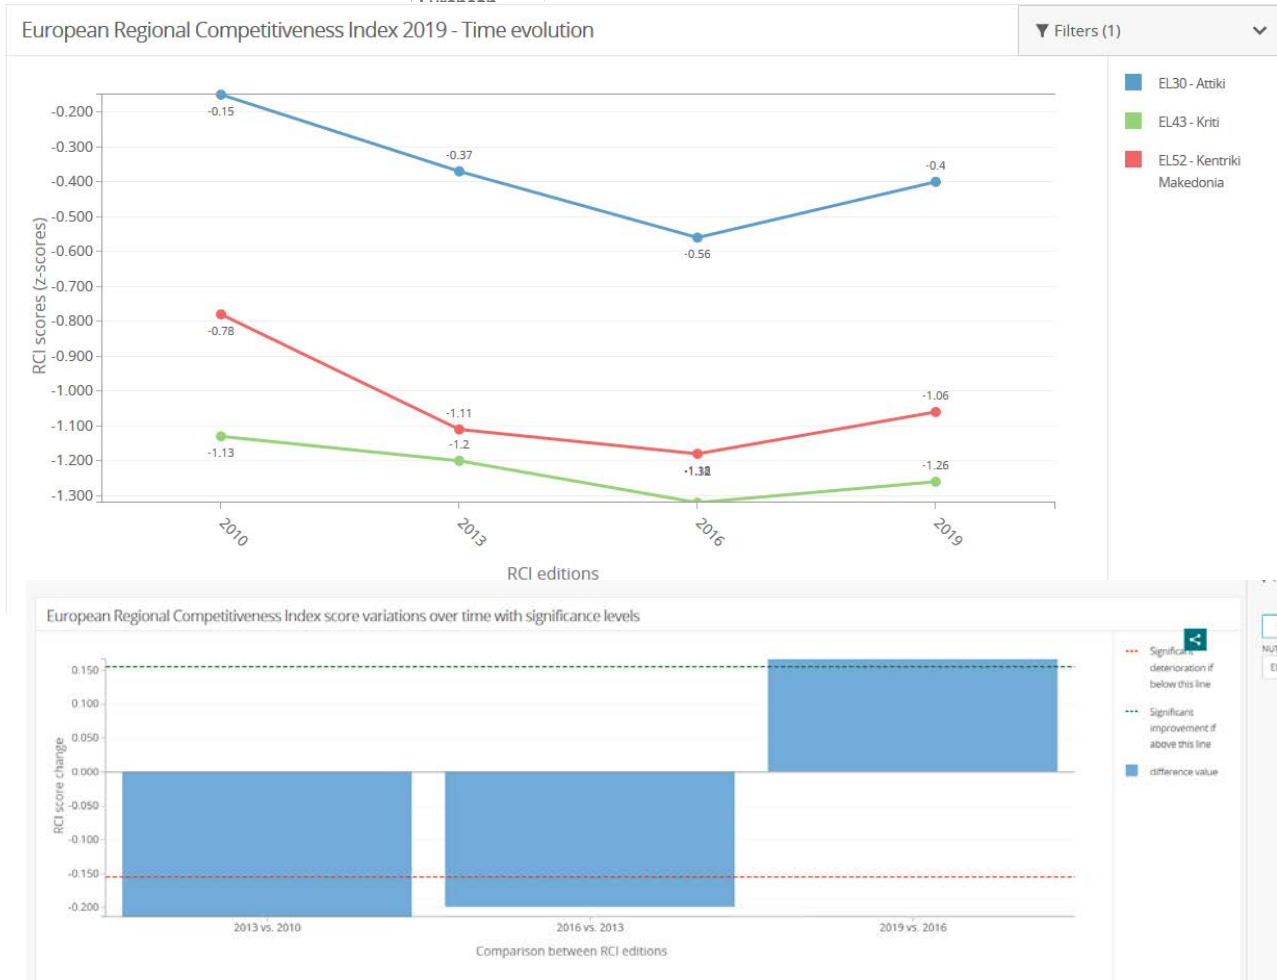 European Regional Competitiveness Index 2019 - Time evolution
Filters (1)
EL30 - Attiki
EL43 - Kriti
EL52 - Kentriki
Makedonia
RCI scores (z-scores)
-0.200
-0.300
-0.400
-0.500
-0.600
-0.700
-0.800
-0.900
-1.000
-1.100
-1.200
-1.300
-0.15
-0.37
-0.56
-0.4
-0.78
-1.11
-1.06
-1.13
-1.2
-1.26
2010
2013
2016
2019
RCI editions
European Regional Competitiveness Index score variations over time with significance levels
RCI score change
0.150
0.100
0.050
0.000
-0.050
-0.100
-0.150
-0.200
2013 vs. 2010
2016 vs. 2013
2019 vs. 2016
Comparison between RCI editions
deterioration if
below this line
Significant
improvement if
above this line
difference value